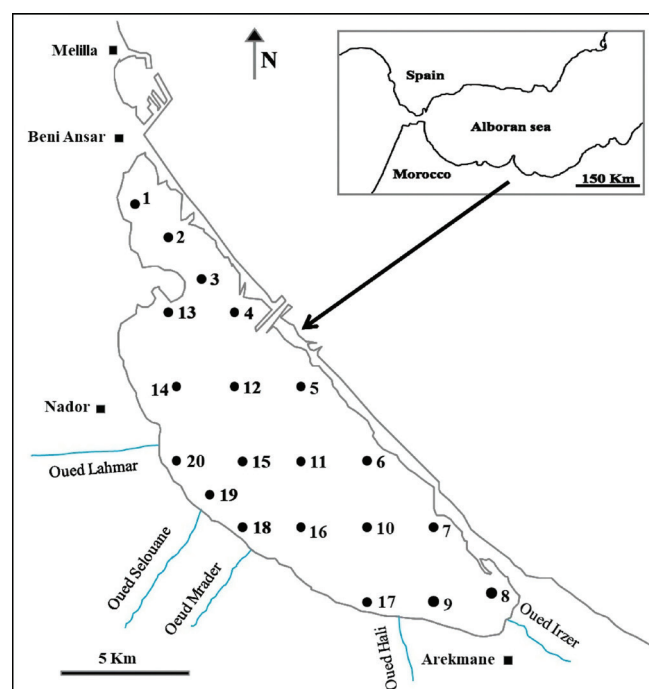 Melilla
N
Spain
Alboran sea
Morocco
150 Km
Beni Ansar
1
2
3
13
4
14
12
5
Nador
20
15
11
6
Oued Lahmar
19
18
16
10
7
Oued Selouane
Oeud Mrader
17
9
8
Oued Irzer
Oued Hali
5 Km
Arekmane